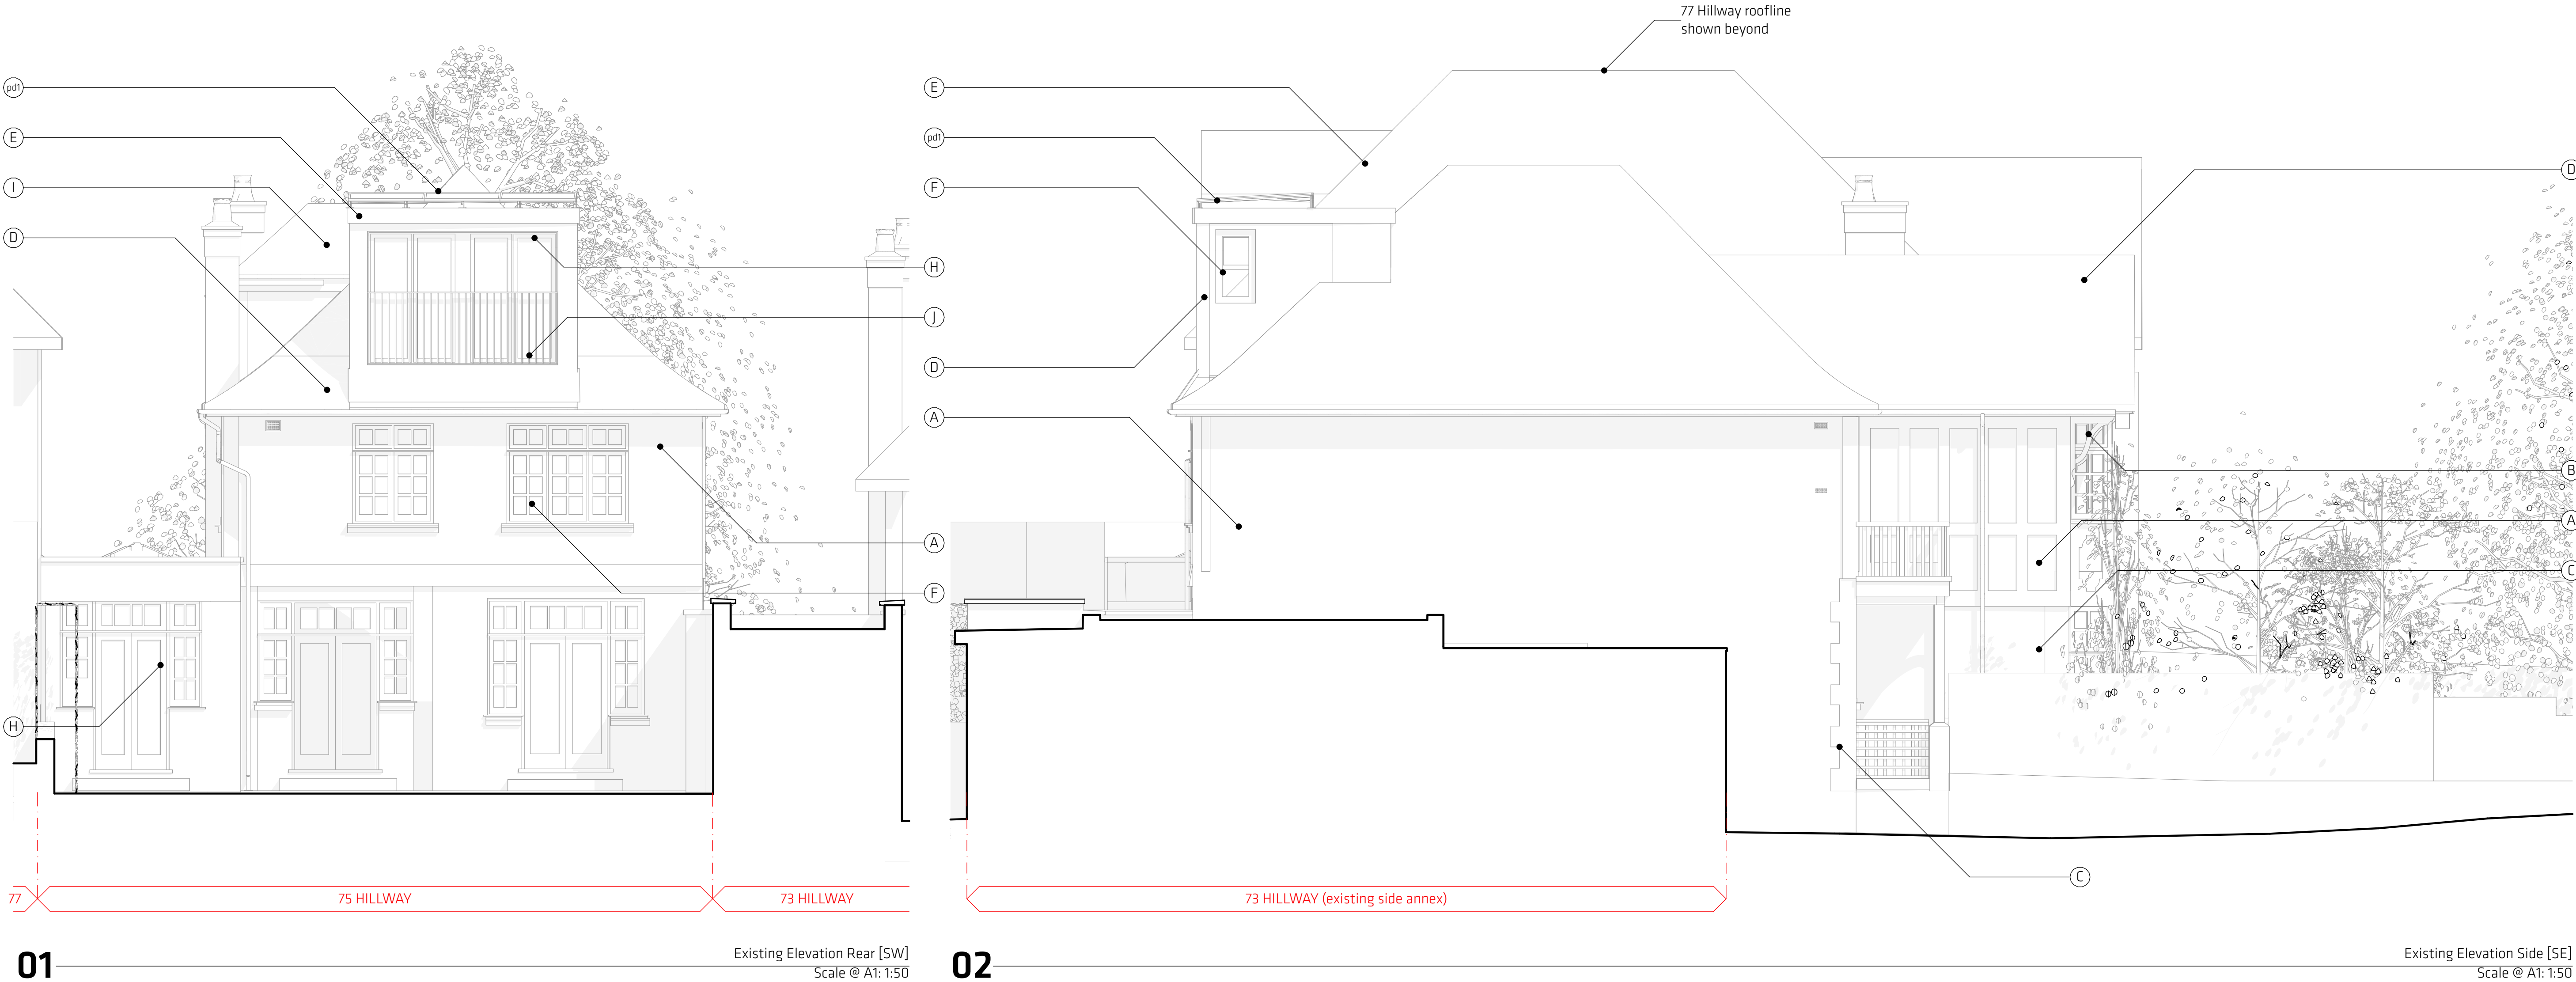 77 Hillway roofline
shown beyond
pd1
E
I
D
H
H
J
A
F
E
pd1
F
D
A
D
B
A
C
C
77
75 HILLWAY
73 HILLWAY
73 HILLWAY (existing side annex)
01
Existing Elevation Rear [SW]
Scale @ A1: 1:50
02
Existing Elevation Side [SE]
Scale @ A1: 1:50